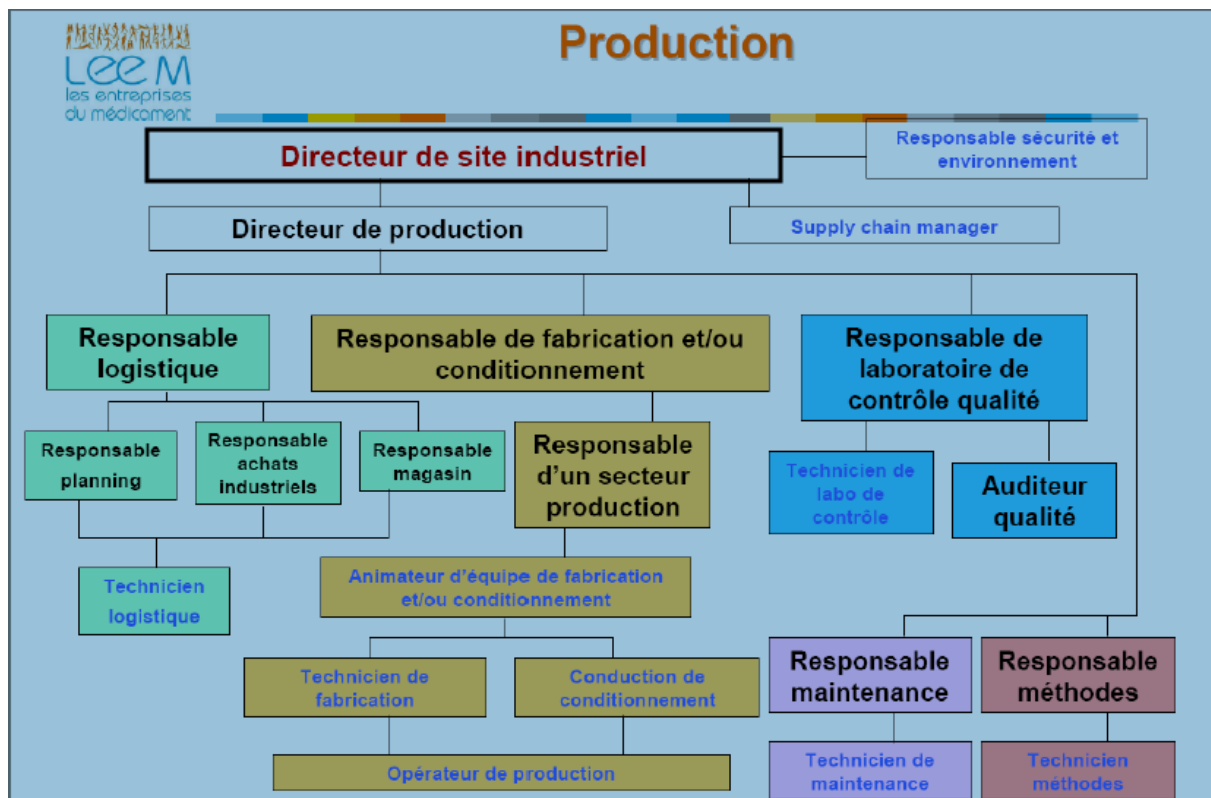 Production
LEEM
les entreprises
du médicament
Directeur de site industriel
Responsable sécurité et
environnement
Directeur de production
Supply chain manager
Responsable
logistique
Responsable de fabrication et/ou
conditionnement
Responsable de
laboratoire de
contrôle qualité
Responsable
planning
Responsable
achats
industriels
Responsable
magasin
Responsable
d'un secteur
production
Technicien de
labo de
contrôle
Auditeur
qualité
Technicien
logistique
Animateur d'équipe de fabrication
et/ou conditionnement
Technicien de
fabrication
Conduction de
conditionnement
Responsable
maintenance
Responsable
méthodes
Opérateur de production
Technicien de
maintenance
Technicien
méthodes